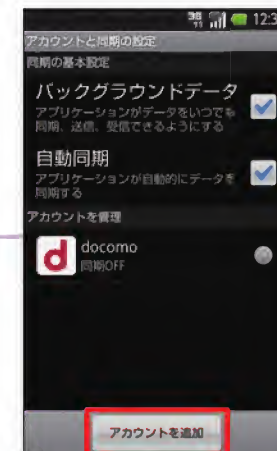 12:3
アカウントと同期の設定
同期の基本設定
バックグラウンドデータ
アプリケーションがデータをいつでも
同期、送信、受信できるようにする
自動同期
アプリケーションが自動的にデータを
同期する
アカウントを管理
d docomo
同期OFF
アカウントを追加